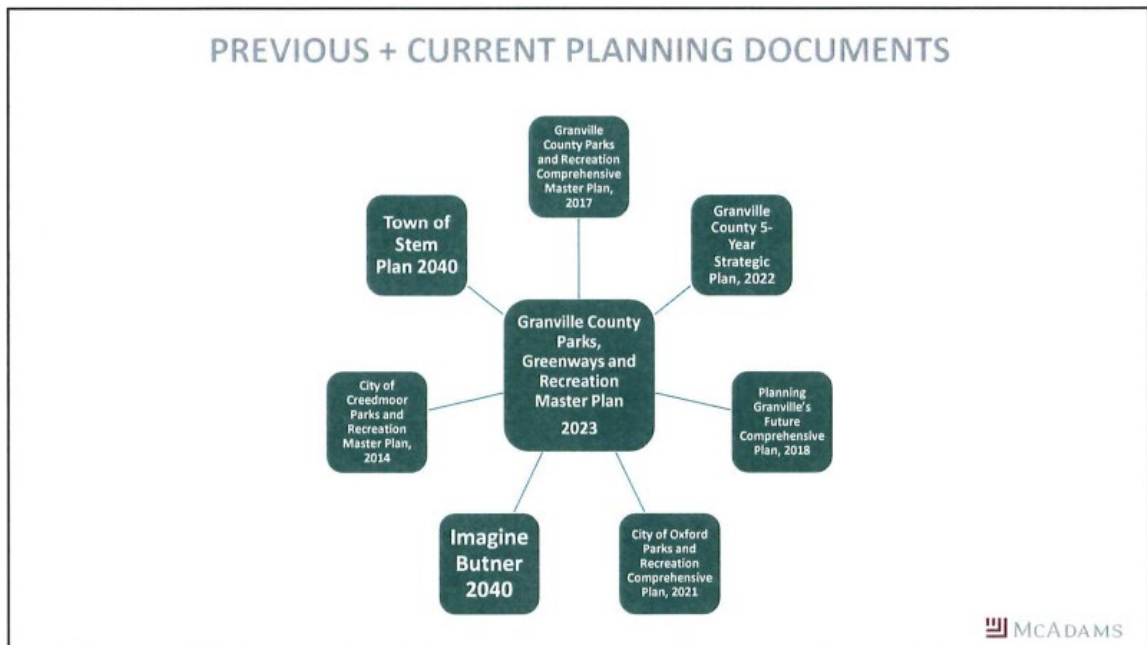 PREVIOUS + CURRENT PLANNING DOCUMENTS
Granville
County Parks
and Recreation
Comprehensive
Master Plan,
2017
Granville
County 5-
Year
Strategic
Plan, 2022
Planning
Granville's
Future
Comprehensive
Plan, 2018
City of Oxford
Parks and
Recreation
Comprehensive
Plan, 2021
Imagine
Butner
2040
City of
Creedmoor
Parks and
Recreation
Master Plan,
2014
Town of
Stem
Plan 2040
Granville County
Parks,
Greenways and
Recreation
Master Plan
2023
MCADAMS